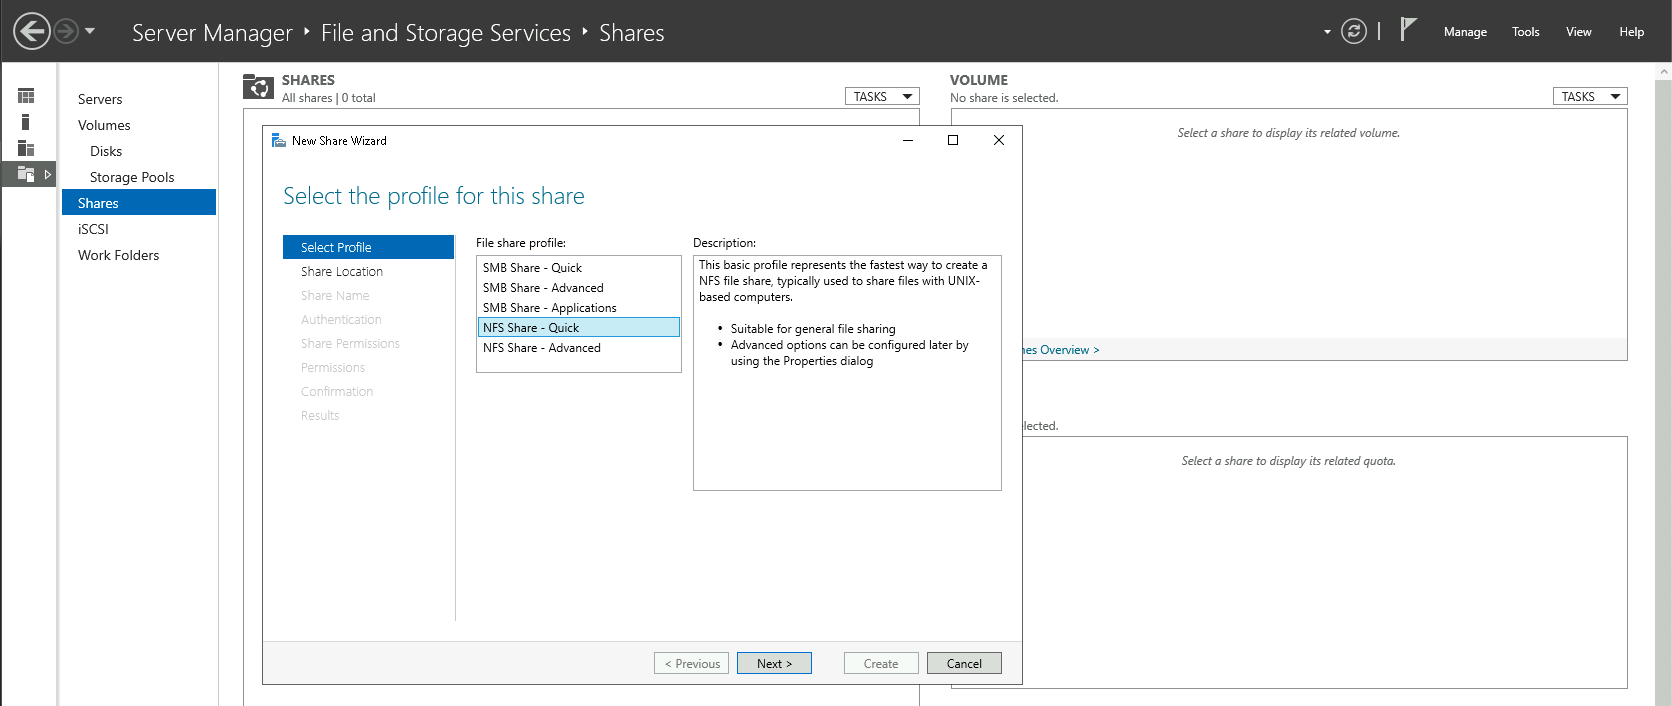 Server Manager ‣ File and Storage Services ‣ Shares
Manage
Tools
View
Help
Servers
Volumes
Disks
Storage Pools
Shares
iSCSI
Work Folders
SHARES
All shares | 0 total
TASKS
VOLUME
No share is selected.
TASKS
Select a share to display its related volume.
nes Overview >
lected.
Select a share to display its related quota.
New Share Wizard
Select the profile for this share
Select Profile
Share Location
Share Name
Authentication
Share Permissions
Permissions
Confirmation
Results
File share profile:
SMB Share - Quick
SMB Share - Advanced
SMB Share - Applications
NFS Share - Quick
NFS Share - Advanced
Description:
This basic profile represents the fastest way to create a
NFS file share, typically used to share files with UNIX-
based computers.
• Suitable for general file sharing
• Advanced options can be configured later by
using the Properties dialog
< Previous
Next >
Create
Cancel